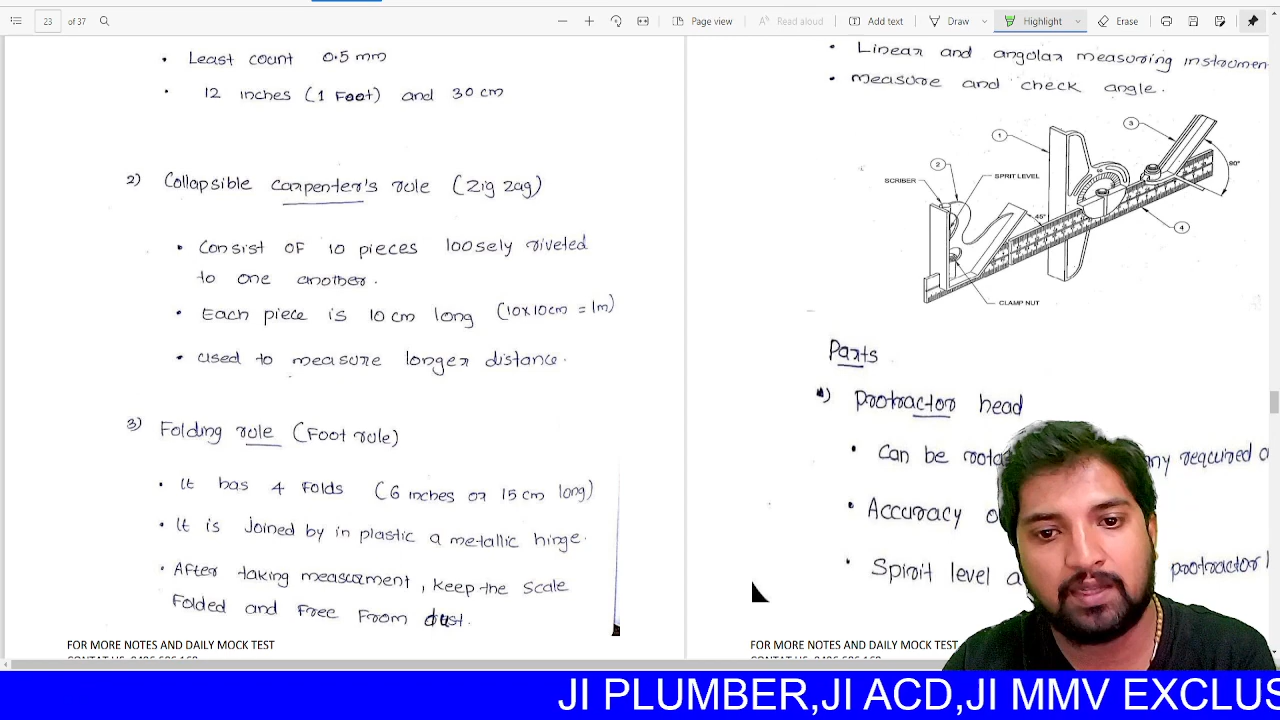 23 of 37
Page view
Read aloud
Add text
Draw
Highlight
Erase
• Least count 0.5 mm
• 12 inches (1 Foot) and 30 cm
2) Collapsible carpenter's rule (Zig Zag)
• Consist OF 10 pieces loosely riveted
to one another.
• Each piece is 10 cm long (10x10cm = 1m)
• Used to measure longer distance.
3) Folding rule (Foot rule)
• It has 4 Folds (6 inches or 15 cm long)
• It is joined by in plastic a metallic hinge.
• After taking measurment, keep the scale
Folded and Free From dust.
FOR MORE NOTES AND DAILY MOCK TEST
• Linear and angular measuring instrumen
• measure and check angle.
1
2
3
4
SCRIBER
SPRIT LEVEL
45°
90°
CLAMP NUT
Parts
1) Protractor head
• Can be rota ny required
• Accuracy o
• Spirit level a protractor
FOR MORE NOTES AND DAILY
JI PLUMBER,JI ACD,JI MMV EXCLUS